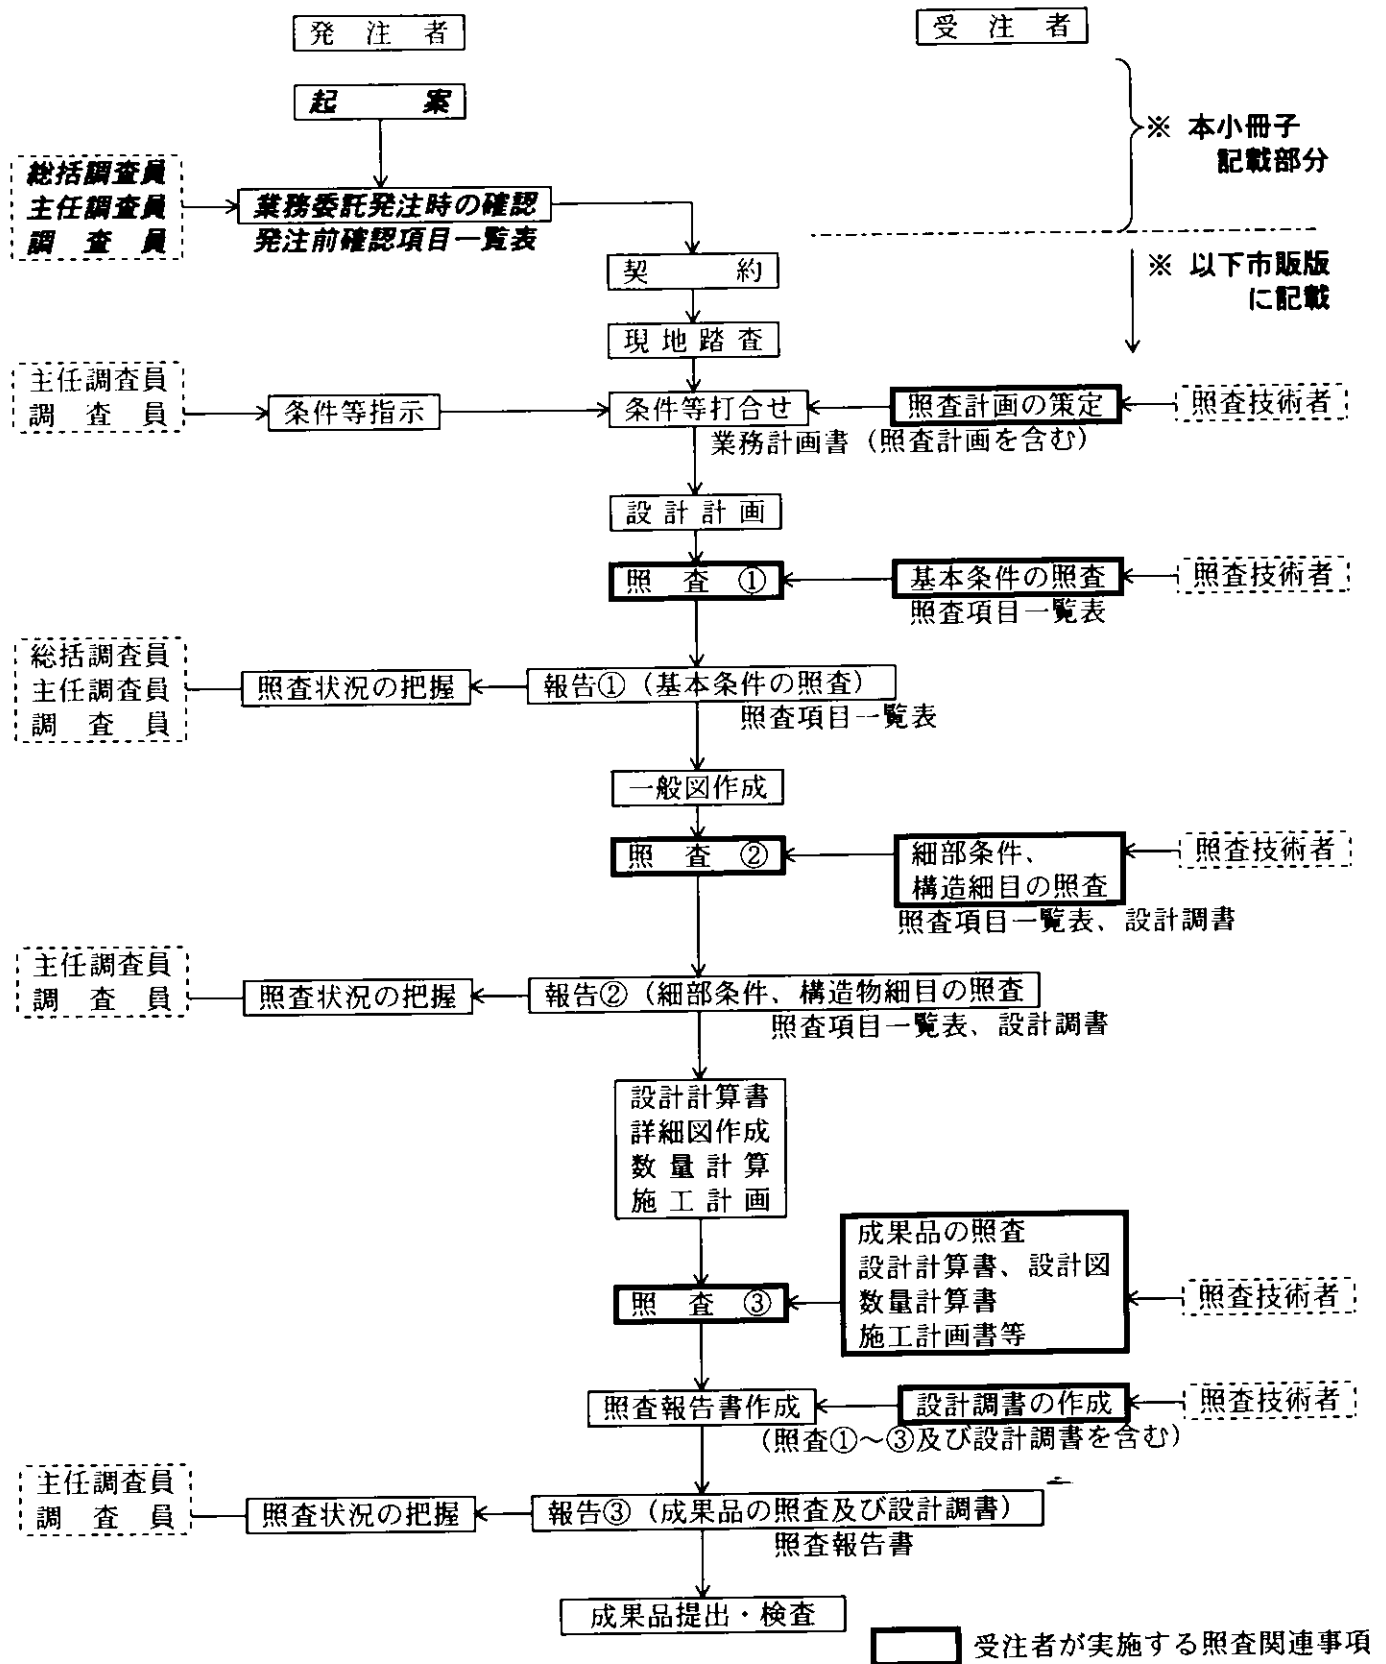 発注者
受注者
起案
※ 本小冊子
記載部分
総括調査員
主任調査員
調査員
業務委託発注時の確認
発注前確認項目一覧表
※ 以下市販版
に記載
契約
現地踏査
主任調査員
調査員
条件等指示
条件等打合せ
照査計画の策定
照査技術者
業務計画書（照査計画を含む）
設計計画
照査①
基本条件の照査
照査技術者
照査項目一覧表
総括調査員
主任調査員
調査員
照査状況の把握
報告①（基本条件の照査）
照査項目一覧表
一般図作成
照査②
細部条件、
構造細目の照査
照査技術者
照査項目一覧表、設計調書
主任調査員
調査員
照査状況の把握
報告②（細部条件、構造物細目の照査
照査項目一覧表、設計調書
設計計算書
詳細図作成
数量計算
施工計画
照査③
成果品の照査
設計計算書、設計図
数量計算書
施工計画書等
照査技術者
照査報告書作成
設計調書の作成
照査技術者
（照査①～③及び設計調書を含む）
主任調査員
調査員
照査状況の把握
報告③（成果品の照査及び設計調書）
照査報告書
成果品提出・検査
受注者が実施する照査関連事項